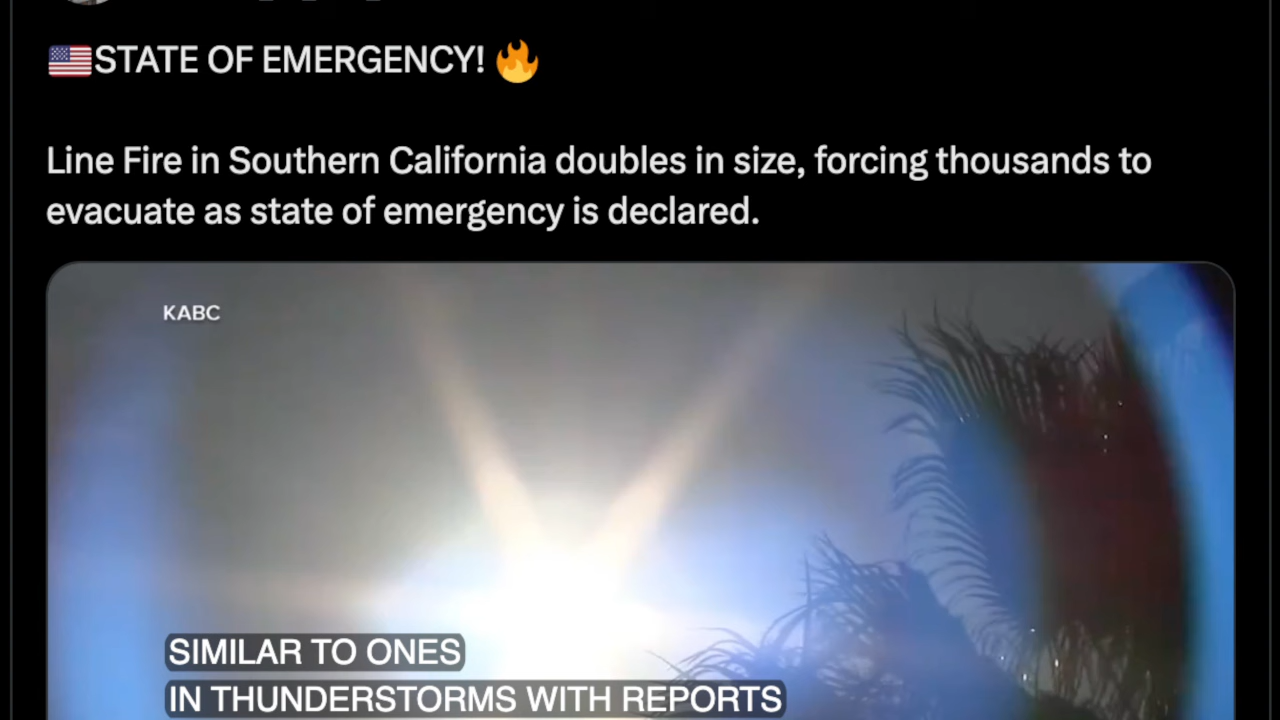 🇺🇸STATE OF EMERGENCY! 🔥
Line Fire in Southern California doubles in size, forcing thousands to
evacuate as state of emergency is declared.
KABC
SIMILAR TO ONES
IN THUNDERSTORMS WITH REPORTS